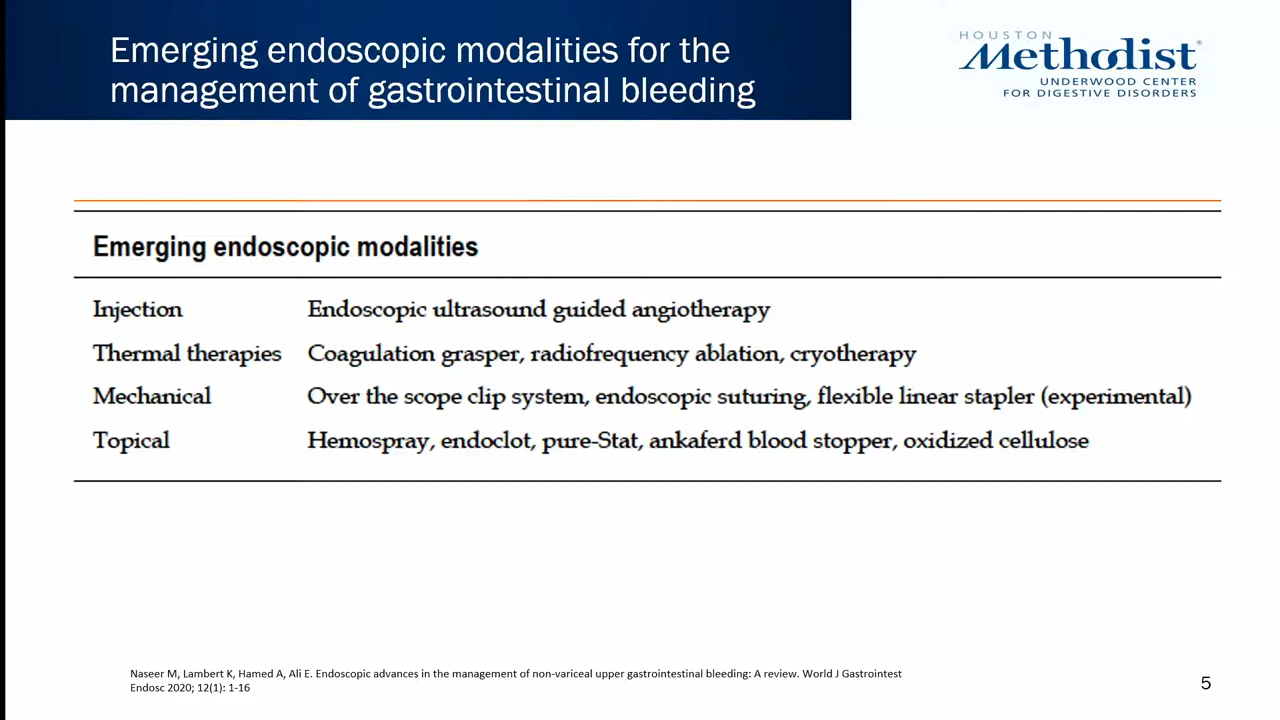 Emerging endoscopic modalities for the
management of gastrointestinal bleeding
HOUSTON
Methodist®
UNDERWOOD CENTER
FOR DIGESTIVE DISORDERS
Emerging endoscopic modalities
Injection Endoscopic ultrasound guided angiotherapy
Thermal therapies Coagulation grasper, radiofrequency ablation, cryotherapy
Mechanical Over the scope clip system, endoscopic suturing, flexible linear stapler (experimental)
Topical Hemospray, endoclot, pure-Stat, ankaferd blood stopper, oxidized cellulose
Naseer M, Lambert K, Hamed A, Ali E. Endoscopic advances in the management of non-variceal upper gastrointestinal bleeding: A review. World J Gastrointest
Endosc 2020; 12(1): 1-16
5